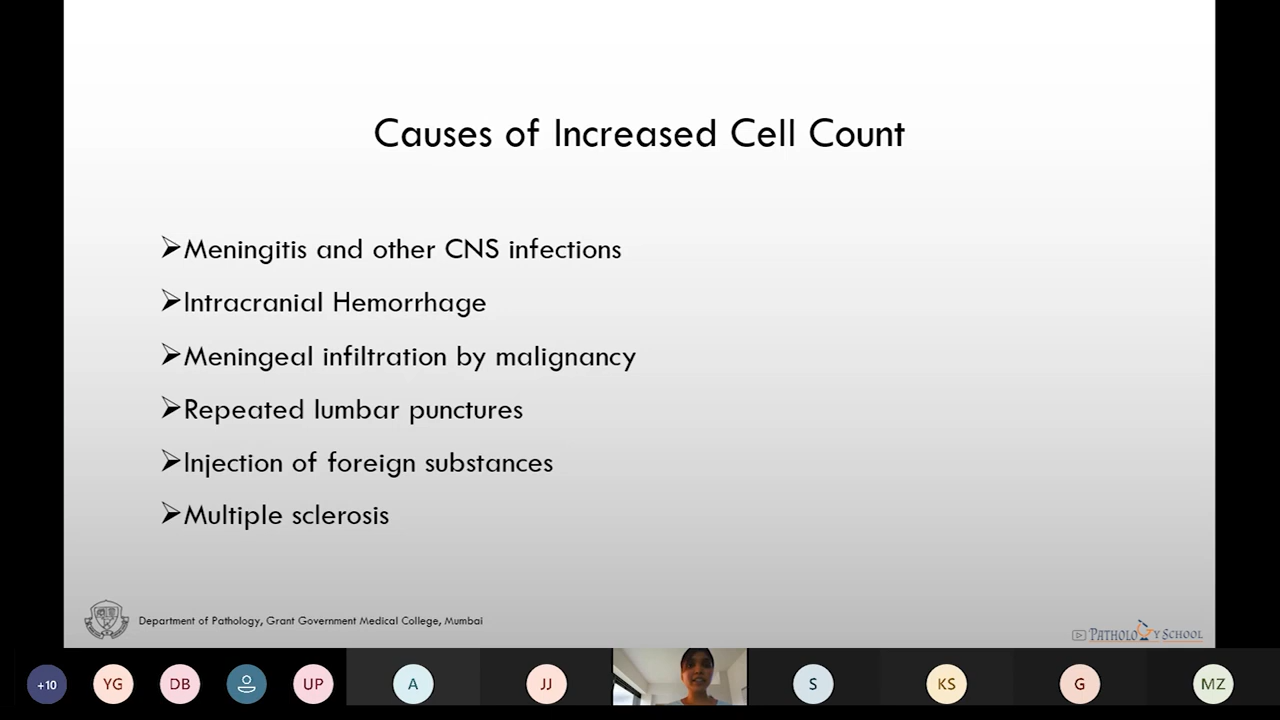 Causes of Increased Cell Count
Meningitis and other CNS infections
Intracranial Hemorrhage
Meningeal infiltration by malignancy
Repeated lumbar punctures
Injection of foreign substances
Multiple sclerosis
Department of Pathology, Grant Government Medical College, Mumbai
PATHOLOGY SCHOOL
+10 YG DB UP A JJ S KS G MZ